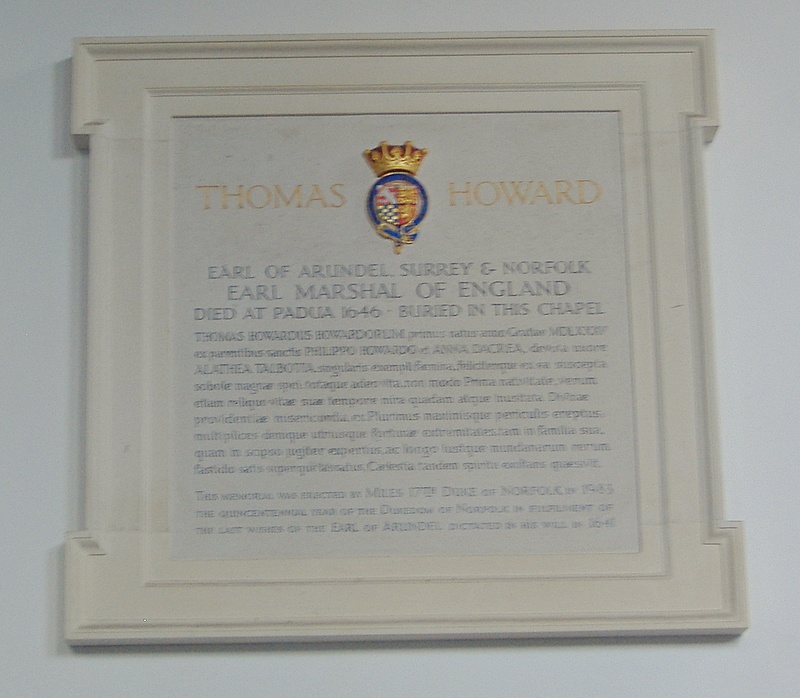 THOMAS HOWARD
EARL OF ARUNDEL SURREY & NORFOLK
EARL MARSHAL OF ENGLAND
DIED AT PADUA 1646 · BURIED IN THIS CHAPEL
THOMAS HOWARDUS HOWARDORUM primus natus anno Gratiae
ex parentibus sanctis PHILIPPO HOWARDO et ANNA DACREA, uxore
ALATHEA TALBOTTA, singularis exempli femina, feliciterque ex ea suscepta
sobole magnae spei, totaque adeo vita, non modo Prima nativitate, verum
etiam reliquo vitae suae tempore mira quadam atque inusitata Divinae
providentiae misericordia, ex Plurimis maximisque periculis ereptus,
multiplices denique utriusque fortunae extremitates, tam in familia sua,
quam in seipso jugiter expertus, ac longo lustique mundanarum rerum
fastidio satis superque lassatus, Caelestia tandem spiritu exultans quaesivit.
THIS MEMORIAL WAS ERECTED BY MILES 17TH DUKE OF NORFOLK IN 1983
THE QUINCENTENNIAL YEAR OF THE DUKEDOM OF NORFOLK IN FULFILMENT OF
THE LAST WISHES OF THE EARL OF ARUNDEL DICTATED IN HIS WILL IN 1641